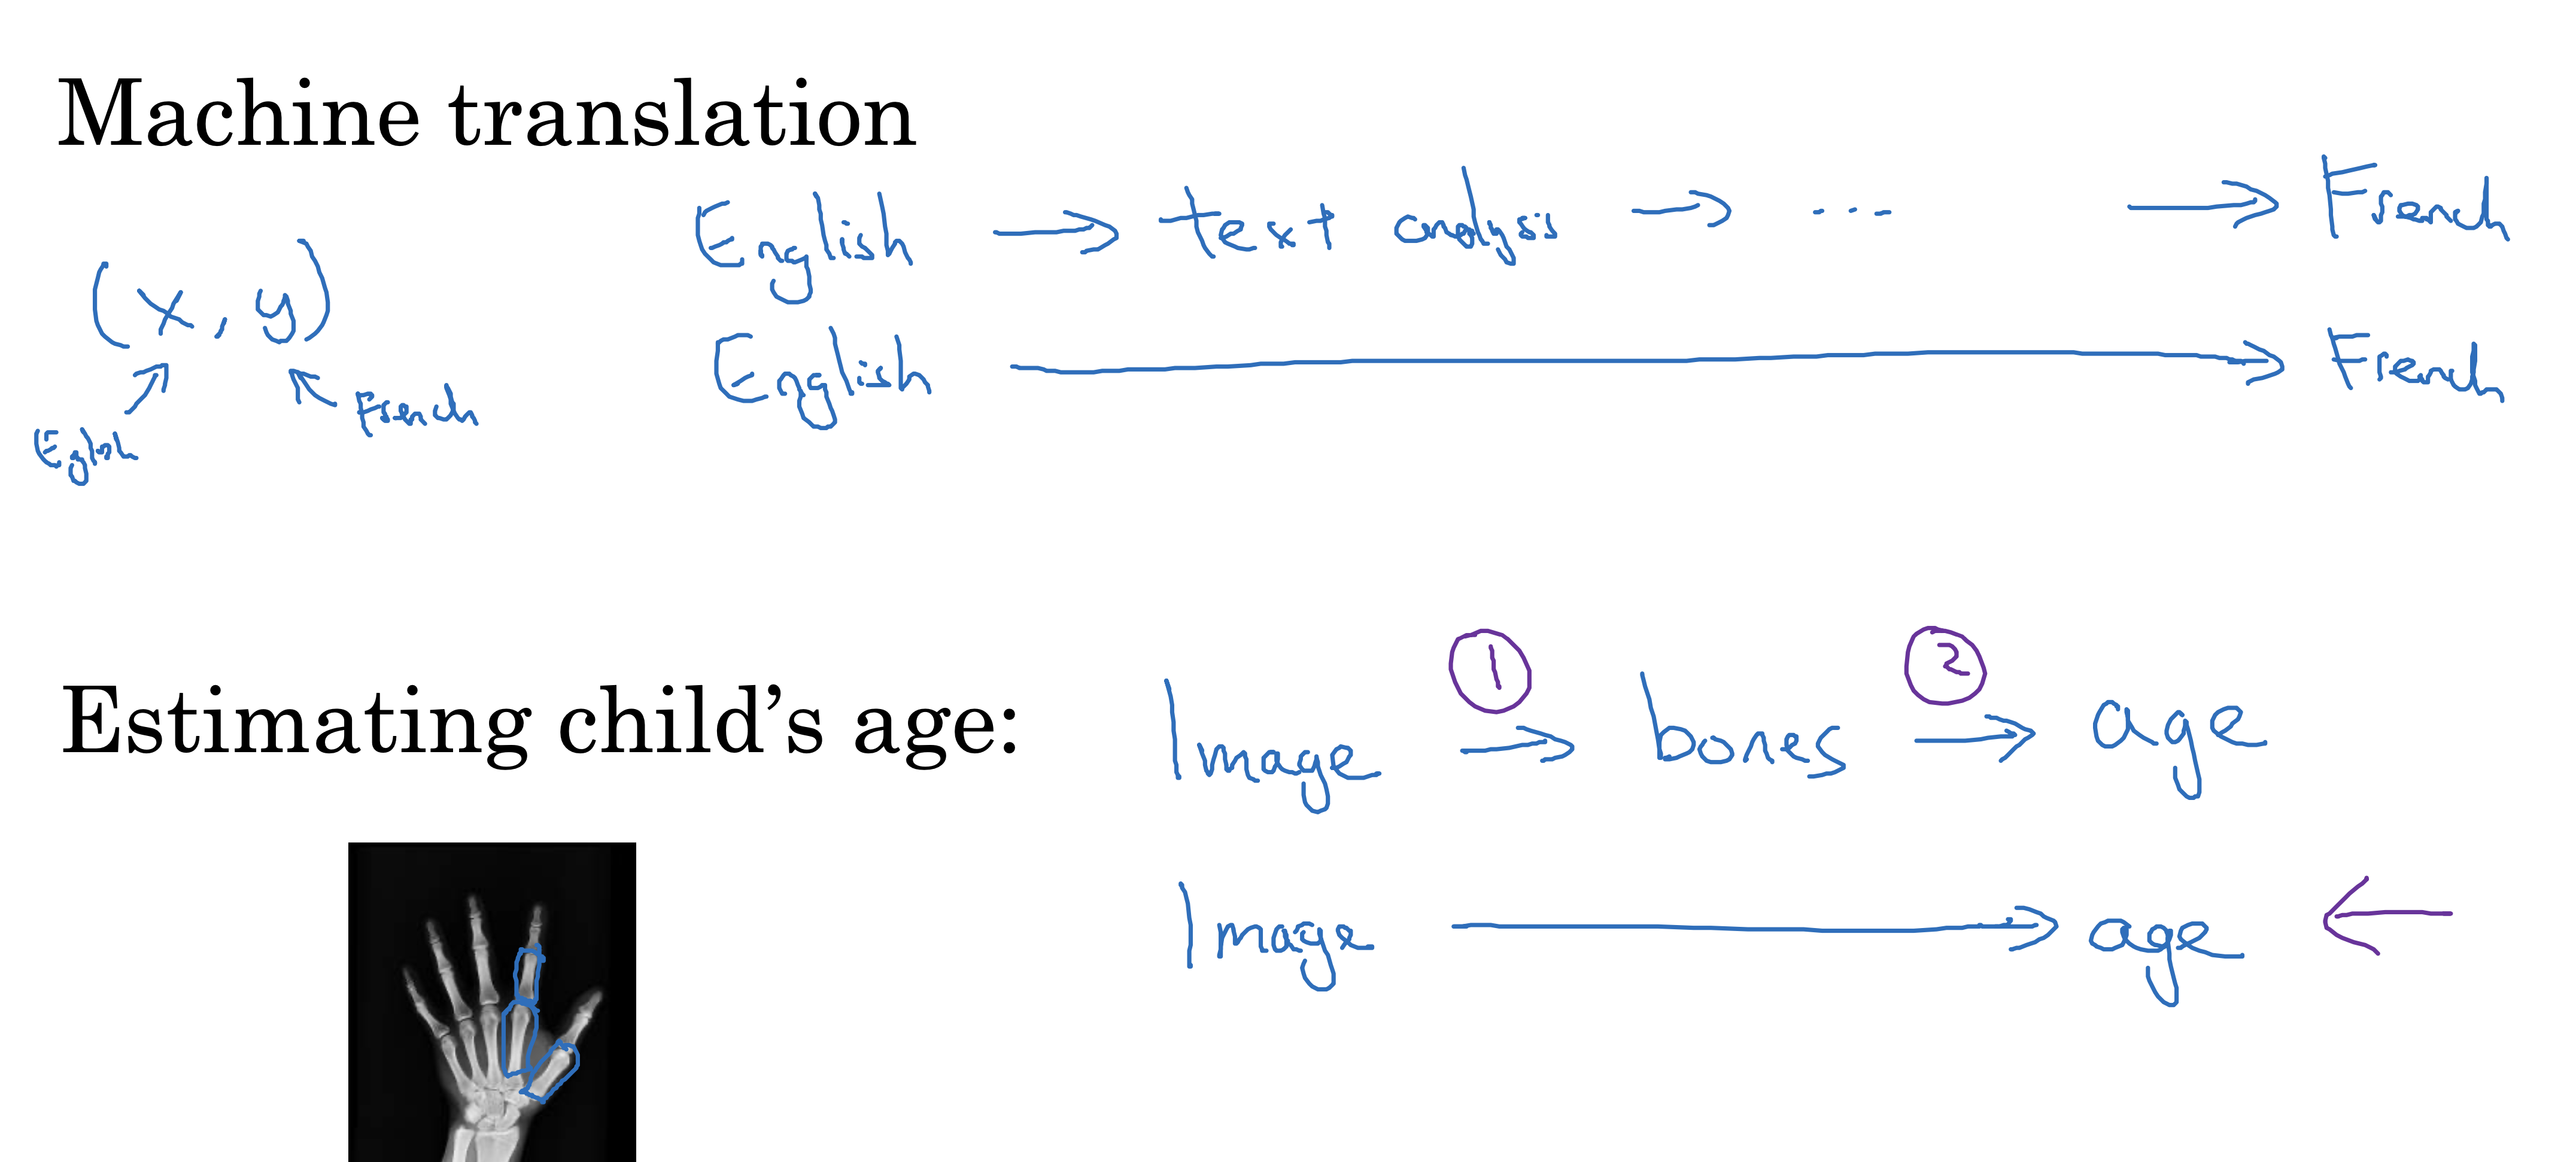 Machine translation
English → text analysis → ... → French
(x, y)
English → French
French
Eglish
Estimating child's age:
1 2
Image → bones → age
Image → age ←